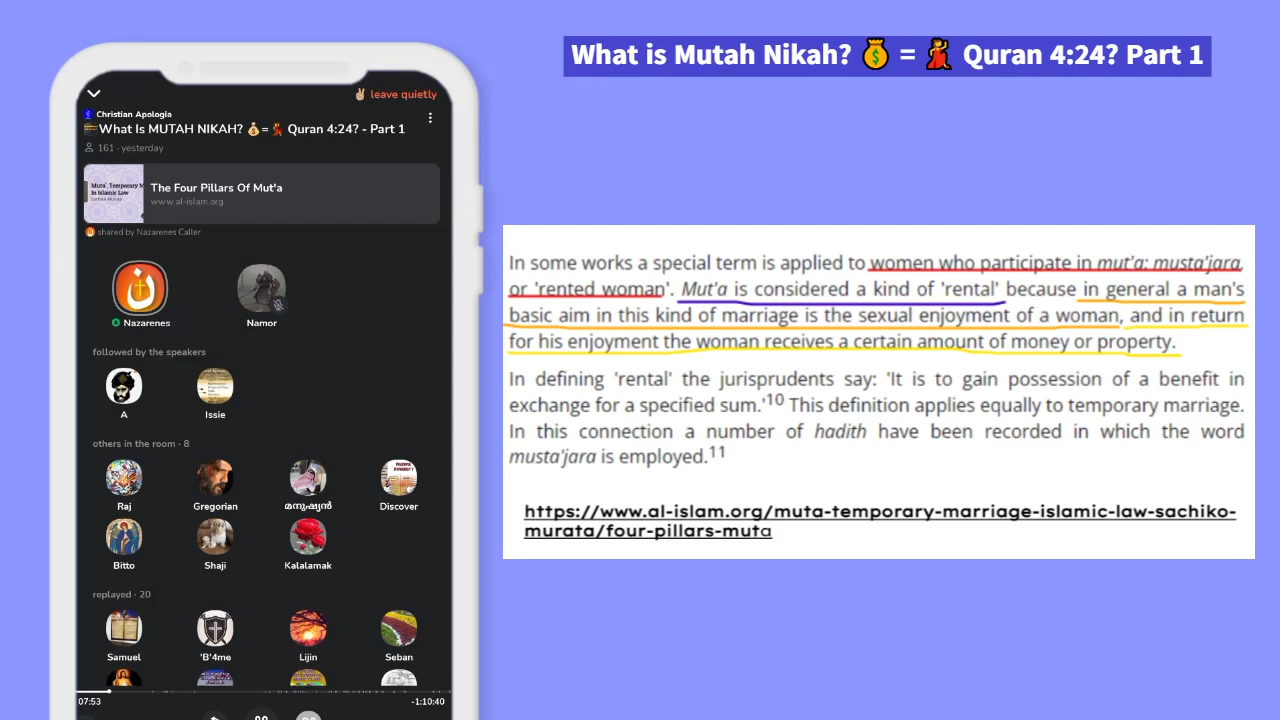 What is Mutah Nikah? 💰 = 💃 Quran 4:24? Part 1
✌🏼 leave quietly
Christian Apologia
What Is MUTAH NIKAH? 💰=💃 Quran 4:24? - Part 1
161 · yesterday
Muta', Temporary M
In Islamic Law
The Four Pillars Of Mut'a
www.al-islam.org
shared by Nazarenes Caller
Nazarenes
Namor
followed by the speakers
A
Issie
others in the room · 8
Raj
Gregorian
മനുഷ്യൻ
Discover
Bitto
Shaji
Kalalamak
replayed · 20
Samuel
'B'4me
Lijin
Seban
07:53
-1:10:40
In some works a special term is applied to women who participate in mut'a: musta'jara,
or 'rented woman'. Mut'a is considered a kind of 'rental' because in general a man's
basic aim in this kind of marriage is the sexual enjoyment of a woman, and in return
for his enjoyment the woman receives a certain amount of money or property.
In defining 'rental' the jurisprudents say: 'It is to gain possession of a benefit in
exchange for a specified sum.'10 This definition applies equally to temporary marriage.
In this connection a number of hadith have been recorded in which the word
musta'jara is employed.11
https://www.al-islam.org/muta-temporary-marriage-islamic-law-sachiko-
murata/four-pillars-muta